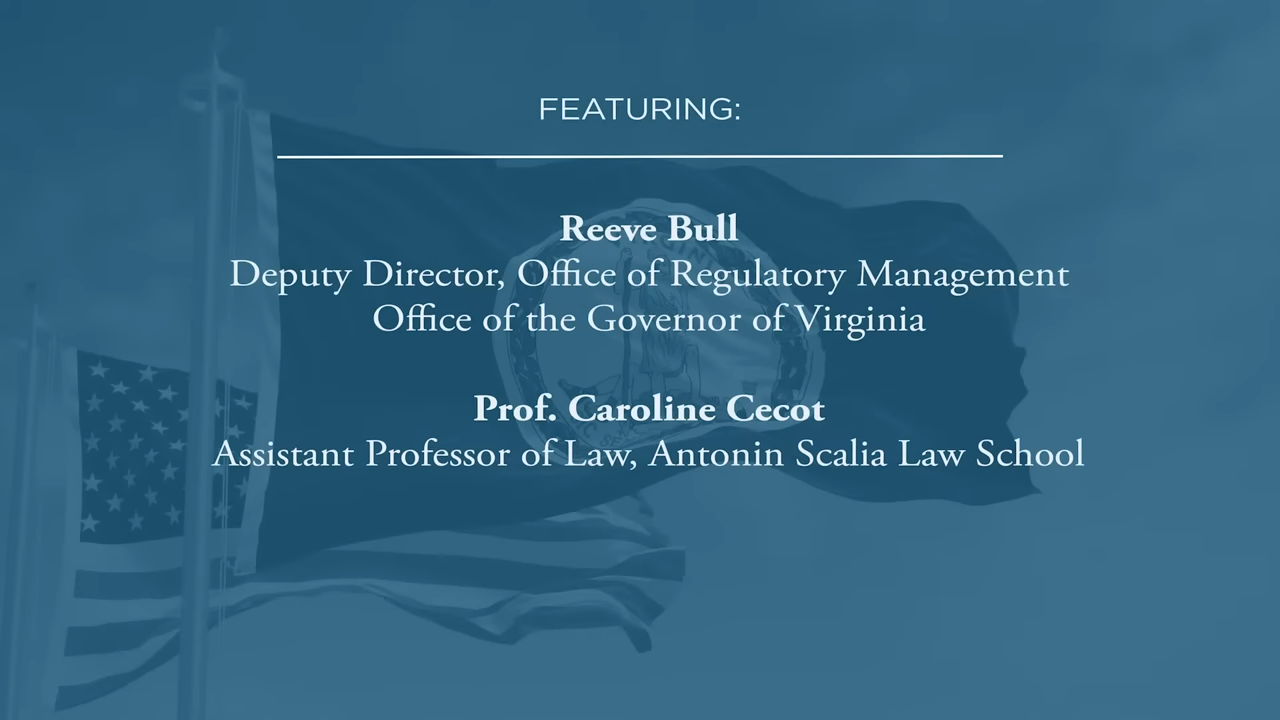 FEATURING:
Reeve Bull
Deputy Director, Office of Regulatory Management
Office of the Governor of Virginia
Prof. Caroline Cecot
Assistant Professor of Law, Antonin Scalia Law School